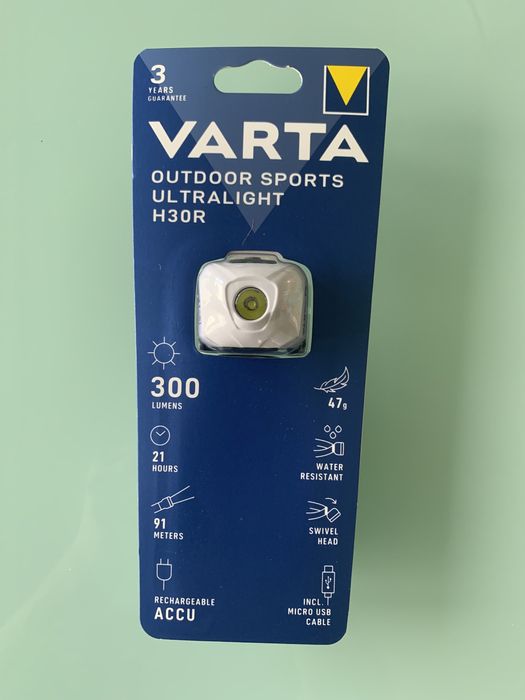 3
YEARS
GUARANTEE
VARTA
OUTDOOR SPORTS
ULTRALIGHT
H30R
300
LUMENS
47g
21
HOURS
WATER
RESISTANT
91
METERS
SWIVEL
HEAD
RECHARGEABLE
ACCU
INCL.
MICRO USB
CABLE